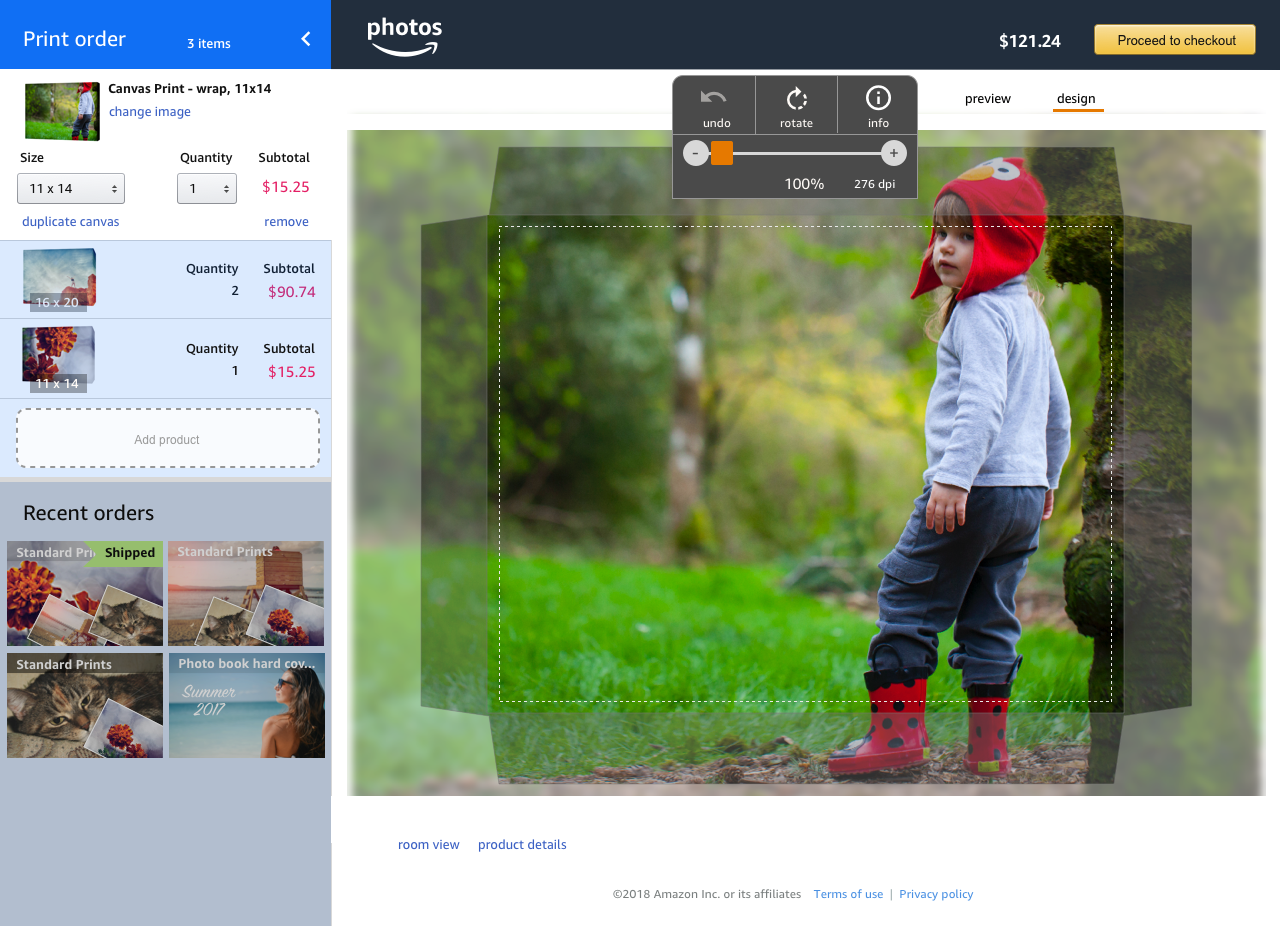 Print order
3 items
photos
$121.24
Proceed to checkout
Canvas Print - wrap, 11x14
change image
Size
Quantity
Subtotal
11 x 14
1
$15.25
duplicate canvas
remove
16 x 20
Quantity
Subtotal
2
$90.74
11 x 14
Quantity
Subtotal
1
$15.25
Add product
Recent orders
Standard Pri
Shipped
Standard Prints
Standard Prints
Photo book hard cov...
Summer
2017
undo
rotate
info
-
+
100%
276 dpi
preview
design
room view
product details
©2018 Amazon Inc. or its affiliates
Terms of use | Privacy policy